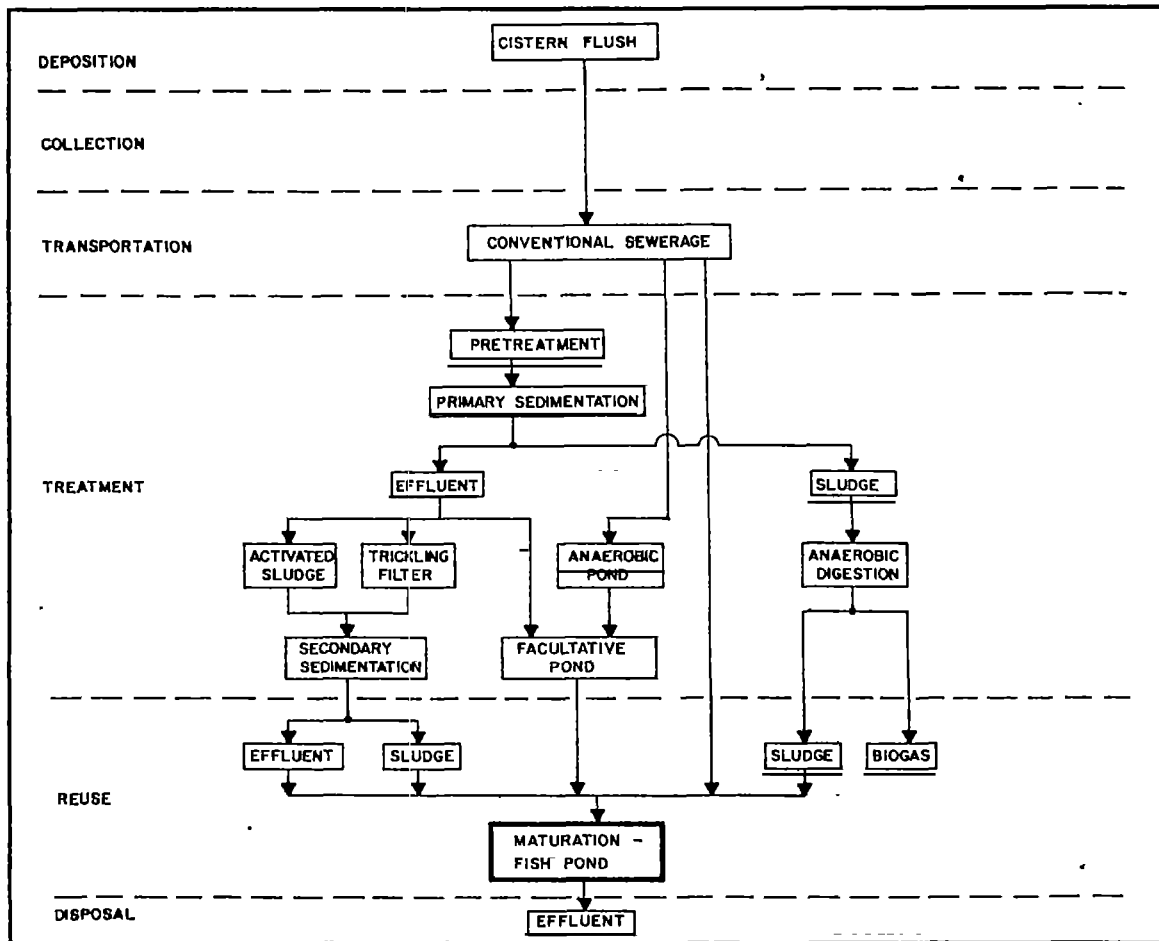 CISTERN FLUSH
DEPOSITION
COLLECTION
TRANSPORTATION
CONVENTIONAL SEWERAGE
PRETREATMENT
PRIMARY SEDIMENTATION
TREATMENT
EFFLUENT
SLUDGE
ACTIVATED
SLUDGE
TRICKLING
FILTER
ANAEROBIC
POND
ANAEROBIC
DIGESTION
SECONDARY
SEDIMENTATION
FACULTATIVE
POND
EFFLUENT
SLUDGE
SLUDGE
BIOGAS
REUSE
MATURATION –
FISH POND
DISPOSAL
EFFLUENT